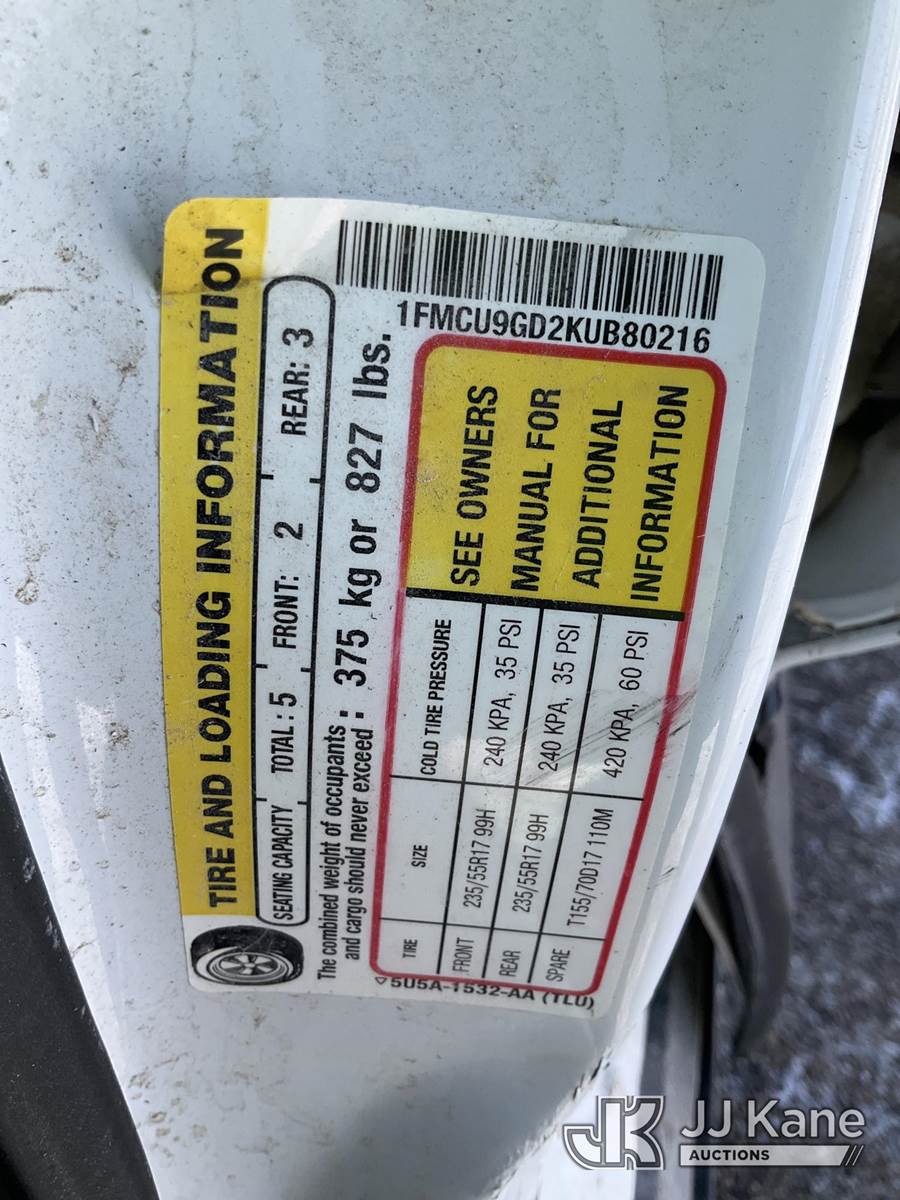 TIRE AND LOADING INFORMATION
SEATING CAPACITY TOTAL: 5 FRONT: 2 REAR: 3
The combined weight of occupants
and cargo should never exceed : 375 kg or 827 lbs.
TIRE SIZE COLD TIRE PRESSURE
FRONT 235/55R17 99H 240 KPA, 35 PSI
REAR 235/55R17 99H 240 KPA, 35 PSI
SPARE T155/70D17 110M 420 KPA, 60 PSI
SEE OWNERS
MANUAL FOR
ADDITIONAL
INFORMATION
5U5A-1532-AA (TLU)
1FMCU9GD2KUB80216
JK JJ Kane
AUCTIONS